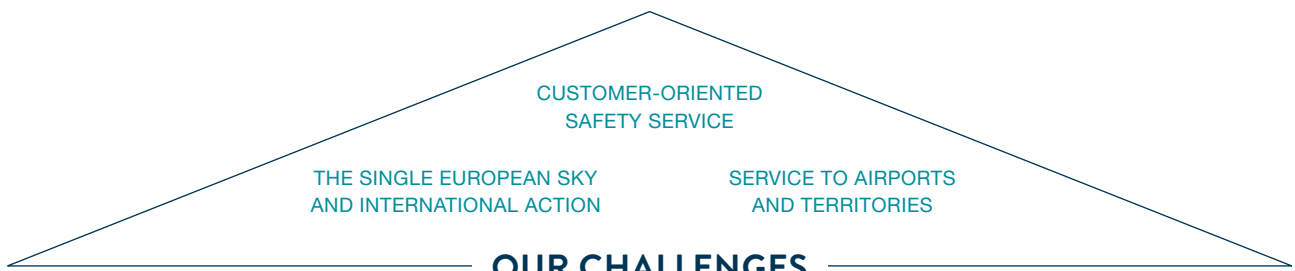 CUSTOMER-ORIENTED
SAFETY SERVICE
THE SINGLE EUROPEAN SKY
AND INTERNATIONAL ACTION
SERVICE TO AIRPORTS
AND TERRITORIES
OUR CHALLENGES